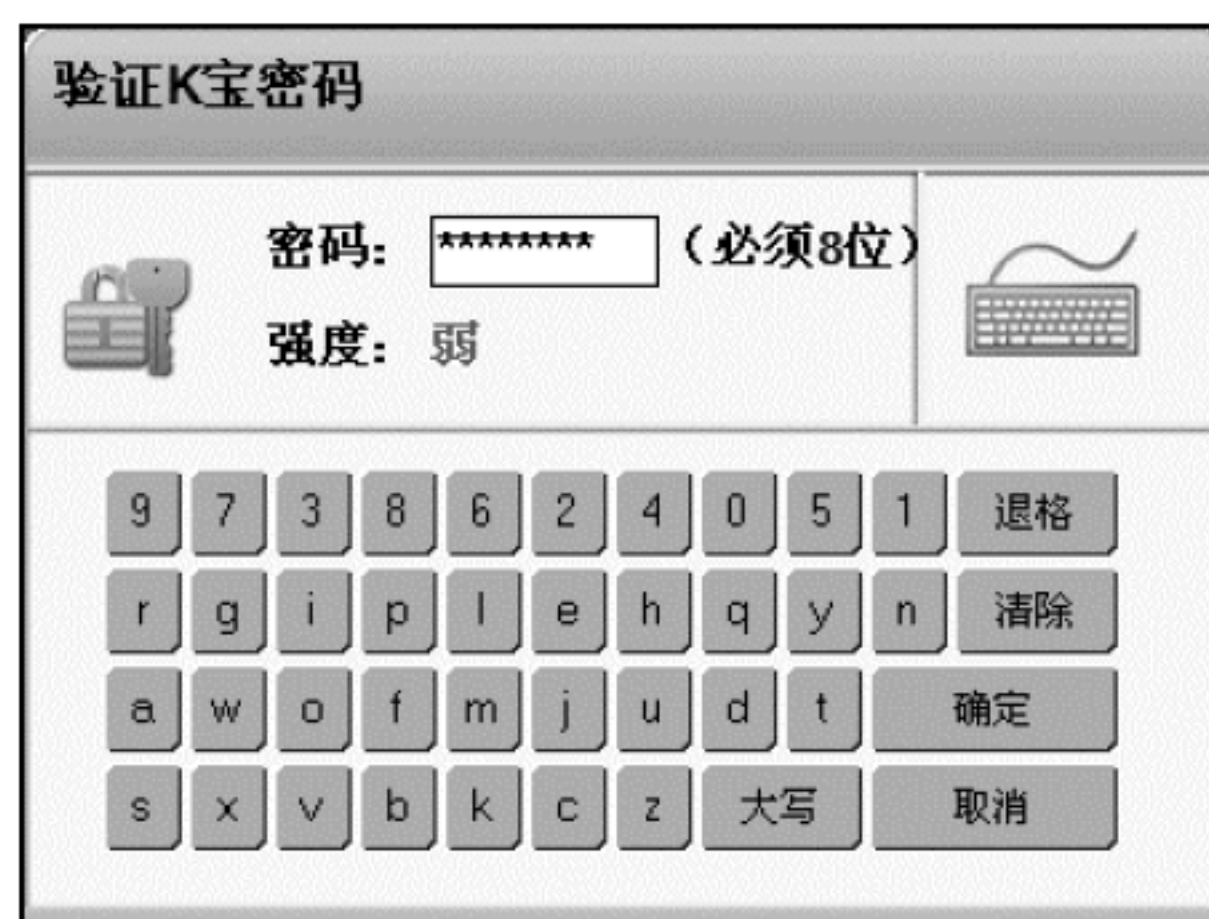 验证K宝密码
密码: ******** （必须8位）
强度: 弱
9 7 3 8 6 2 4 0 5 1 退格
r g i p l e h q y n 清除
a w o f m j u d t 确定
s x v b k c z 大写 取消